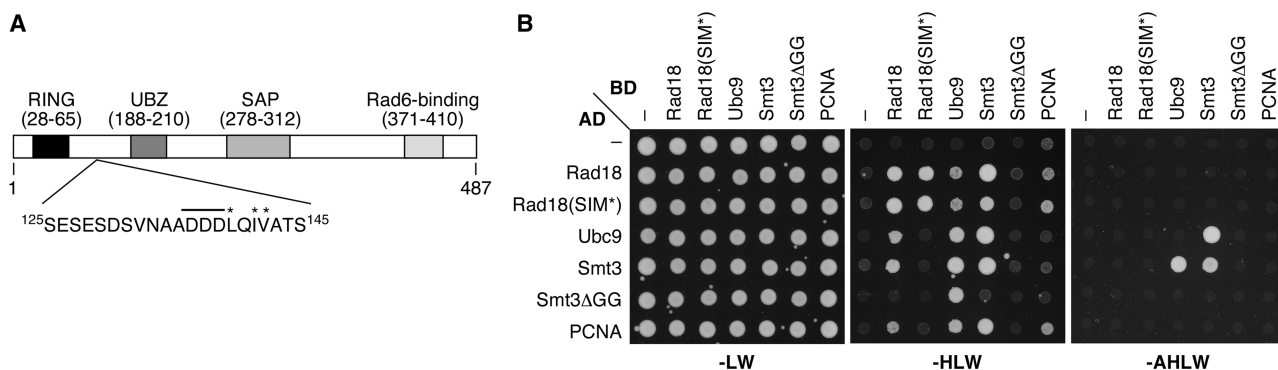 A
RING
(28-65)
UBZ
(188-210)
SAP
(278-312)
Rad6-binding
(371-410)
1
487
* * *
125SESESDSVNAADDDLQIVATS145
B
BD
AD
– Rad18 Rad18(SIM*) Ubc9 Smt3 Smt3ΔGG PCNA
– Rad18 Rad18(SIM*) Ubc9 Smt3 Smt3ΔGG PCNA
– Rad18 Rad18(SIM*) Ubc9 Smt3 Smt3ΔGG PCNA
–
Rad18
Rad18(SIM*)
Ubc9
Smt3
Smt3ΔGG
PCNA
-LW
-HLW
-AHLW